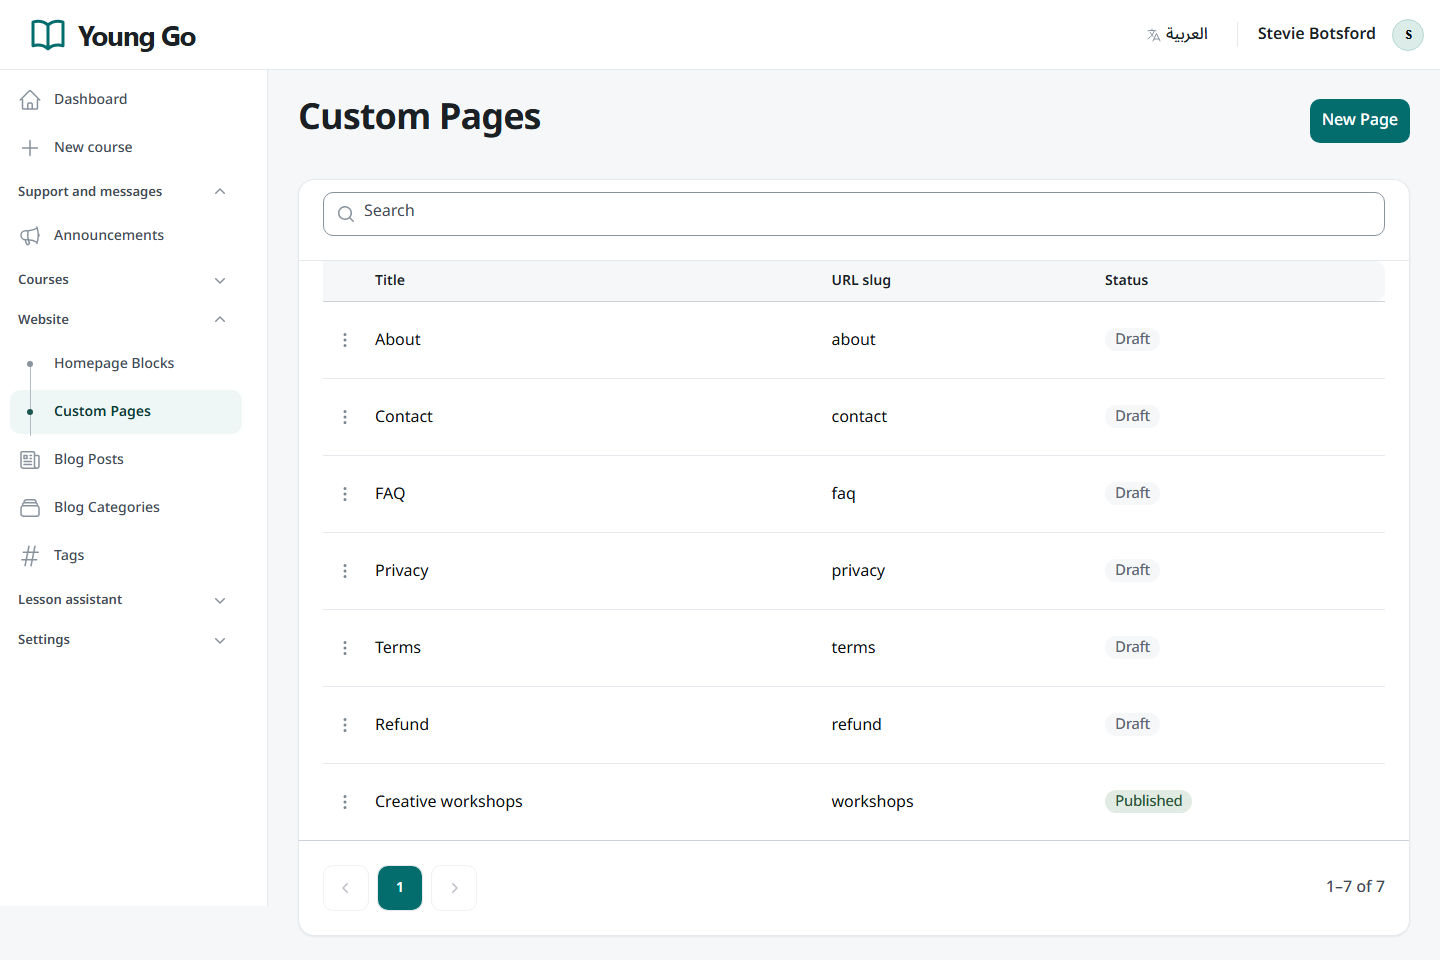 Young Go
العربية
Stevie Botsford
S
Dashboard
New course
Support and messages
Announcements
Courses
Website
Homepage Blocks
Custom Pages
Blog Posts
Blog Categories
Tags
Lesson assistant
Settings
Custom Pages
New Page
Search
Title URL slug Status
About about Draft
Contact contact Draft
FAQ faq Draft
Privacy privacy Draft
Terms terms Draft
Refund refund Draft
Creative workshops workshops Published
1
1–7 of 7